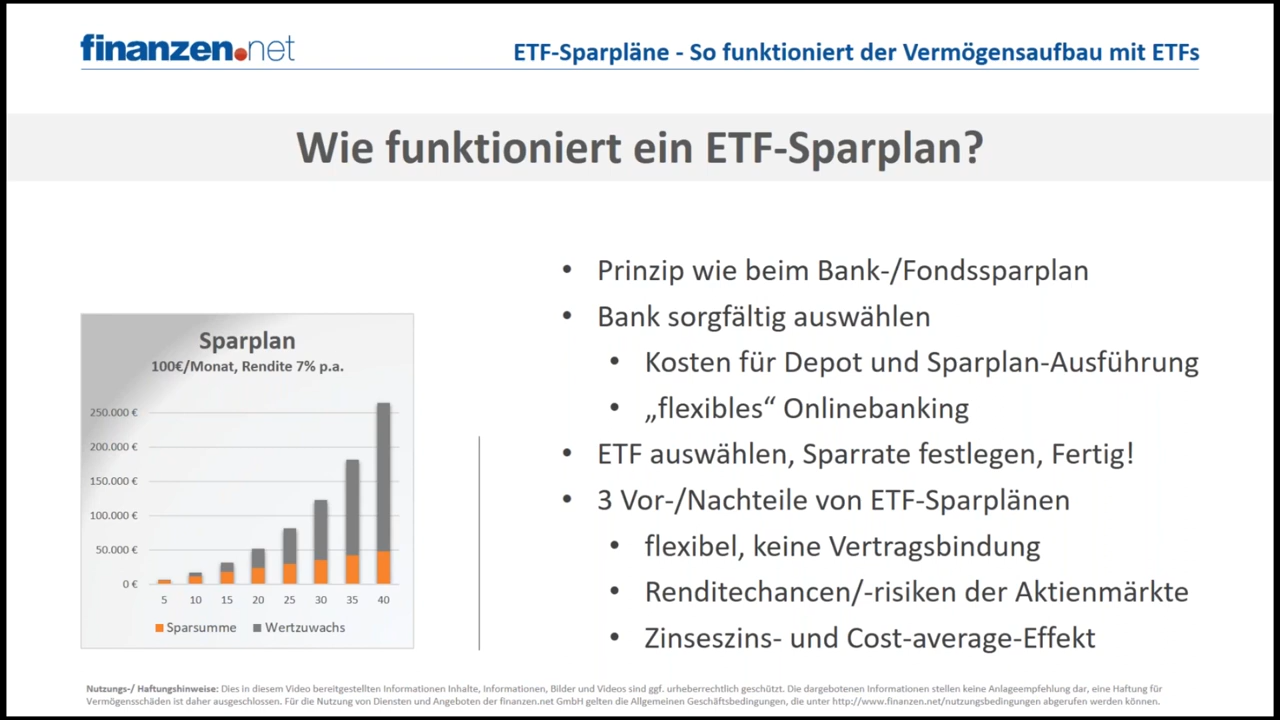 finanzen.net
ETF-Sparpläne - So funktioniert der Vermögensaufbau mit ETFs
Wie funktioniert ein ETF-Sparplan?
Sparplan
100€/Monat, Rendite 7% p.a.
250.000 €
200.000 €
150.000 €
100.000 €
50.000 €
0 €
5 10 15 20 25 30 35 40
Sparsumme Wertzuwachs
• Prinzip wie beim Bank-/Fondssparplan
• Bank sorgfältig auswählen
• Kosten für Depot und Sparplan-Ausführung
• „flexibles“ Onlinebanking
• ETF auswählen, Sparrate festlegen, Fertig!
• 3 Vor-/Nachteile von ETF-Sparplänen
• flexibel, keine Vertragsbindung
• Renditechancen/-risiken der Aktienmärkte
• Zinseszins- und Cost-average-Effekt
Nutzungs-/ Haftungshinweise: Dies in diesem Video bereitgestellten Informationen Inhalte, Informationen, Bilder und Videos sind ggf. urheberrechtlich geschützt. Die dargebotenen Informationen stellen keine Anlageempfehlung dar, eine Haftung für
Vermögensschäden ist daher ausgeschlossen. Für die Nutzung von Diensten und Angeboten der finanzen.net GmbH gelten die Allgemeinen Geschäftsbedingungen, die unter http://www.finanzen.net/nutzungsbedingungen abgerufen werden können.